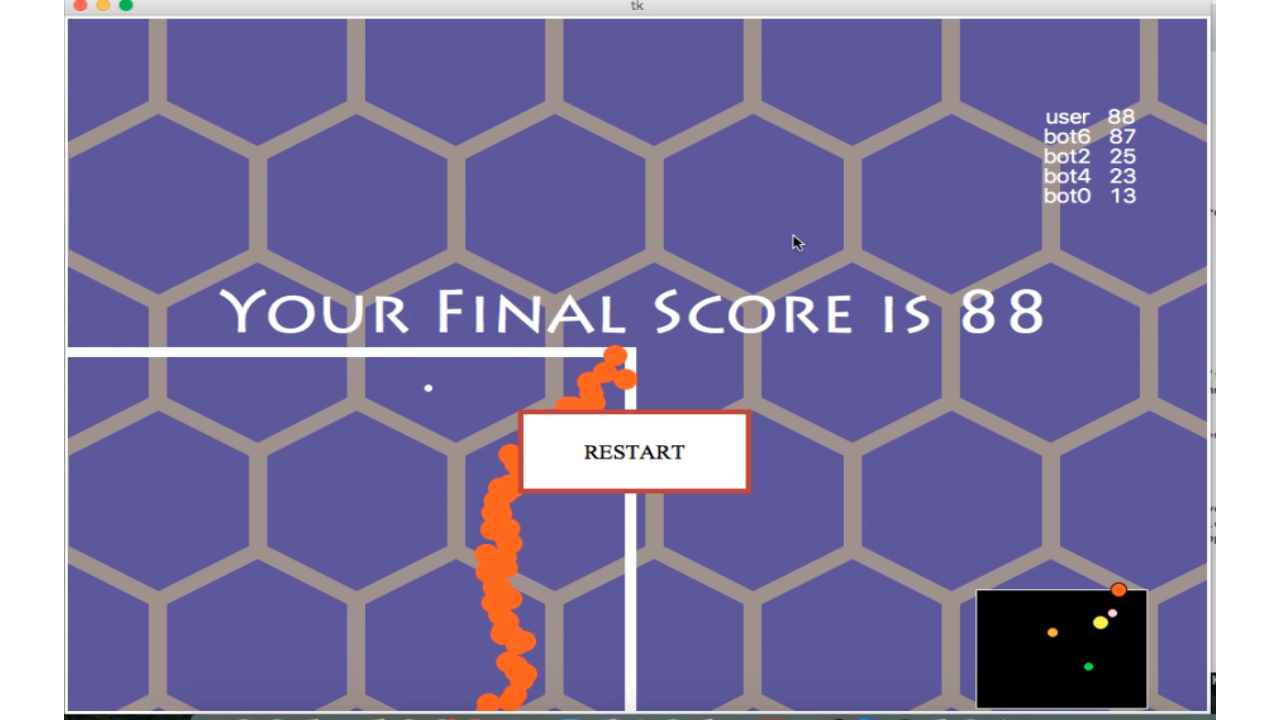 tk
user 88
bot6 87
bot2 25
bot4 23
bot0 13
YOUR FINAL SCORE IS 88
RESTART